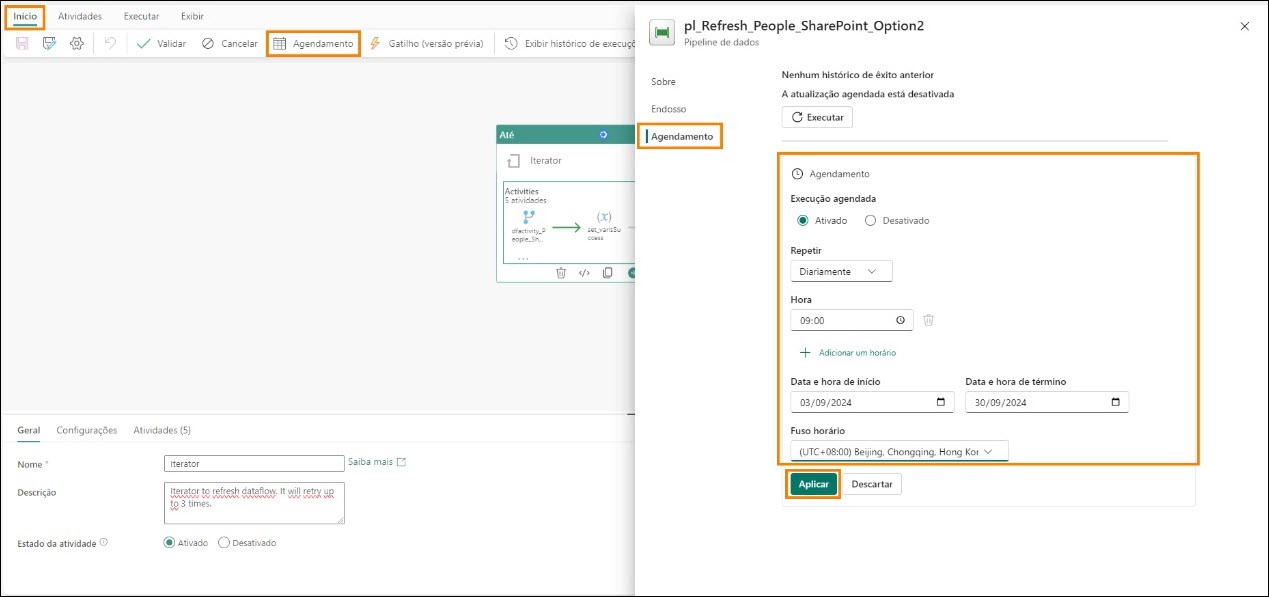 Início Atividades Executar Exibir
Validar Cancelar Agendamento Gatilho (versão prévia) Exibir histórico de execuçõ
Até
Iterator
Activities
5 atividades
dfactivity_P
eople_Sh...
(x)
set_varisSu
ccess
...
Geral Configurações Atividades (5)
Nome * Iterator Saiba mais
Descrição Iterator to refresh dataflow. It will retry up
to 3 times.
Estado da atividade Ativado Desativado
pl_Refresh_People_SharePoint_Option2
Pipeline de dados
Sobre
Endosso
Agendamento
Nenhum histórico de êxito anterior
A atualização agendada está desativada
Executar
Agendamento
Execução agendada
Ativado Desativado
Repetir
Diariamente
Hora
09:00
Adicionar um horário
Data e hora de início Data e hora de término
03/09/2024 30/09/2024
Fuso horário
(UTC+08:00) Beijing, Chongqing, Hong Kor
Aplicar Descartar